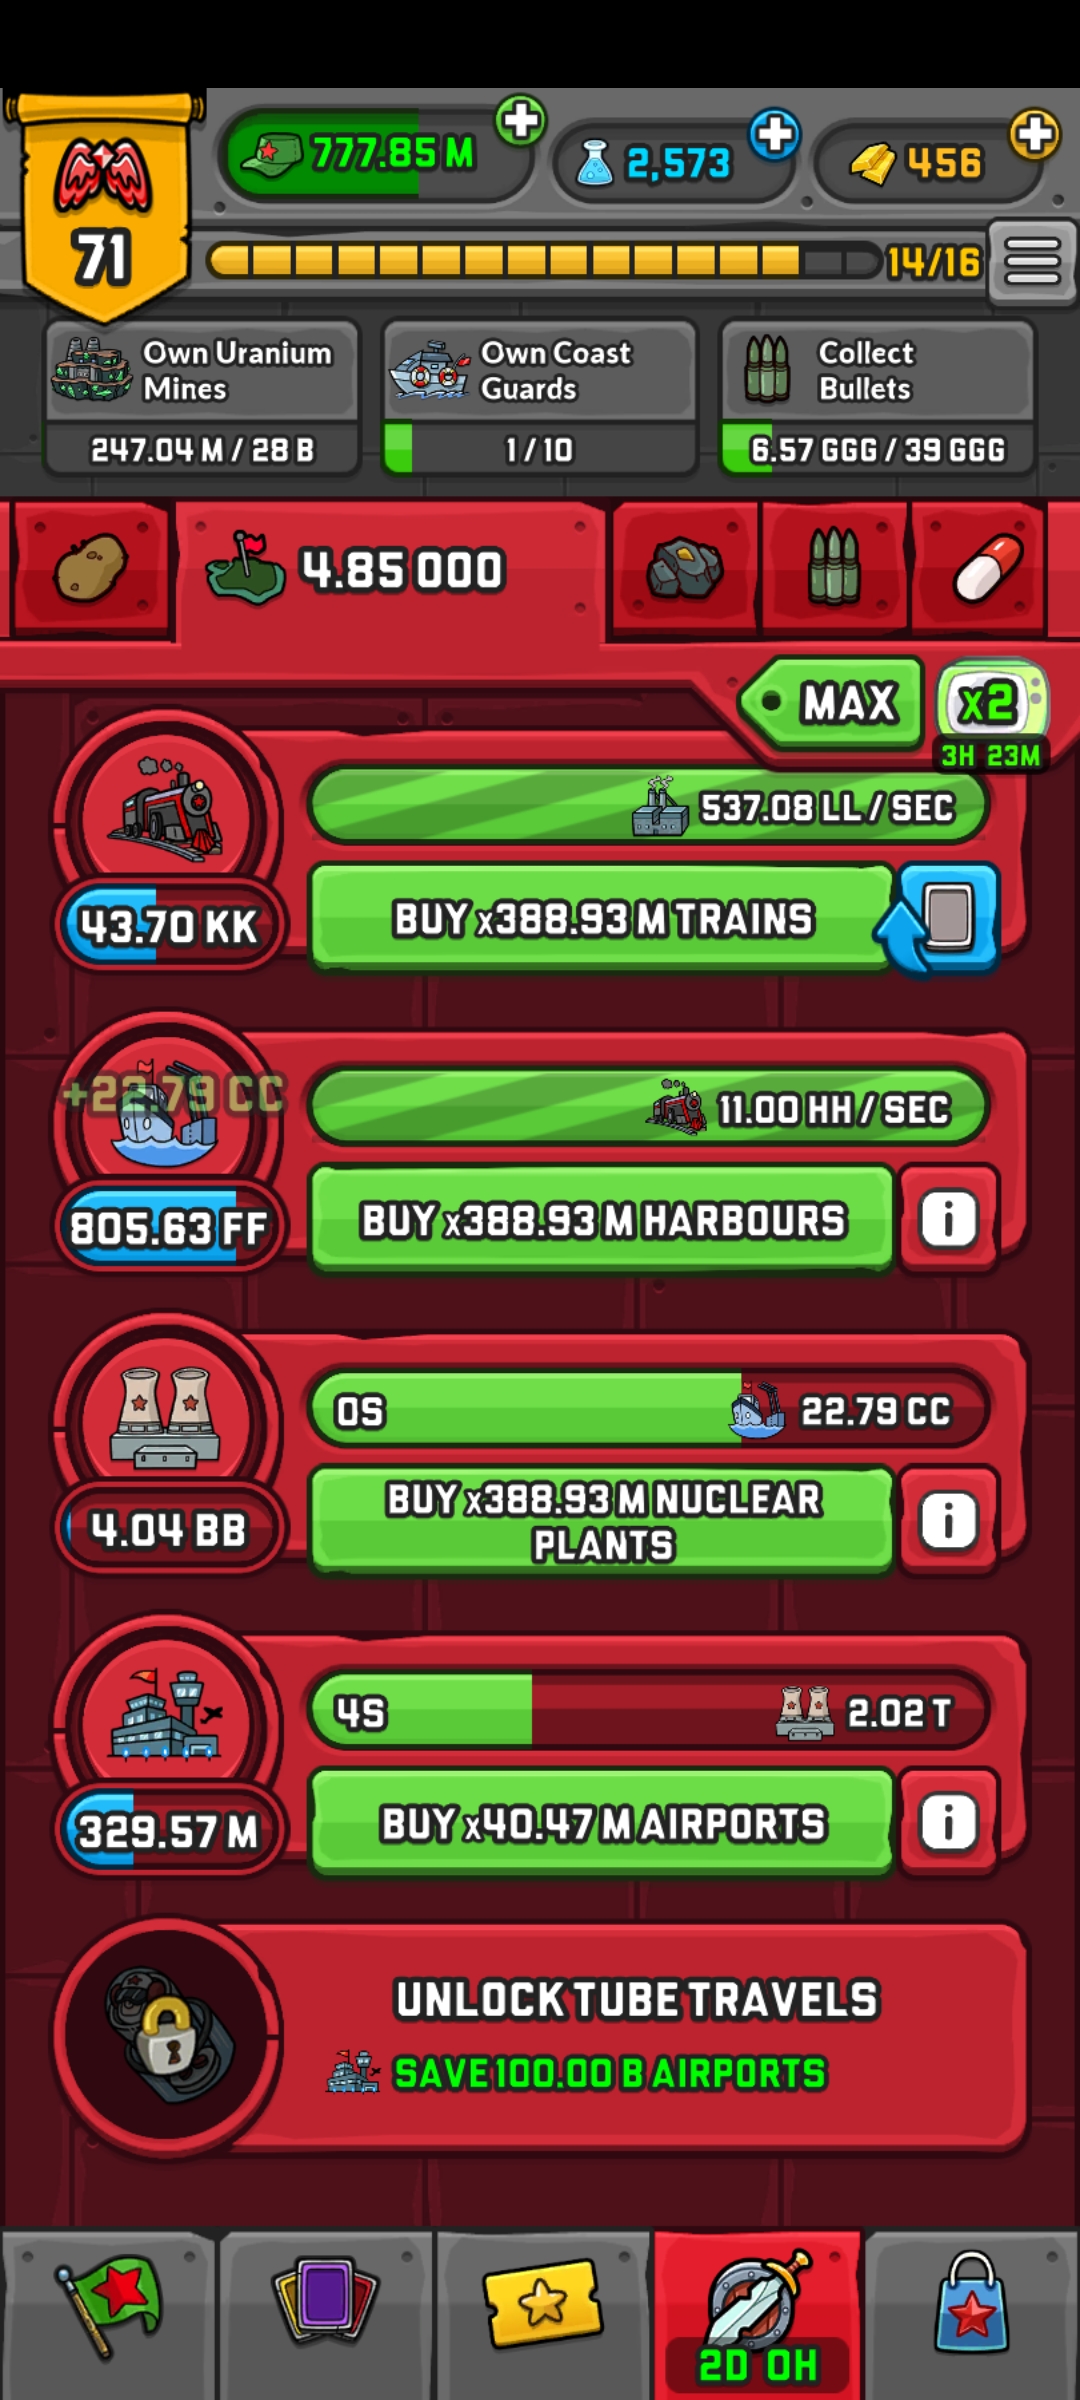 777.85 M
2,573
456
71
14/16
Own Uranium
Mines
247.04 M / 28 B
Own Coast
Guards
1 / 10
Collect
Bullets
6.57 GGG / 39 GGG
4.85 OOO
MAX
x2
3H 23M
537.08 LL / SEC
43.70 KK
BUY x388.93 M TRAINS
+22.79 CC
11.00 HH / SEC
805.63 FF
BUY x388.93 M HARBOURS
i
0S
22.79 CC
4.04 BB
BUY x388.93 M NUCLEAR
PLANTS
i
4S
2.02 T
329.57 M
BUY x40.47 M AIRPORTS
i
UNLOCK TUBE TRAVELS
SAVE 100.00 B AIRPORTS
2D 0H